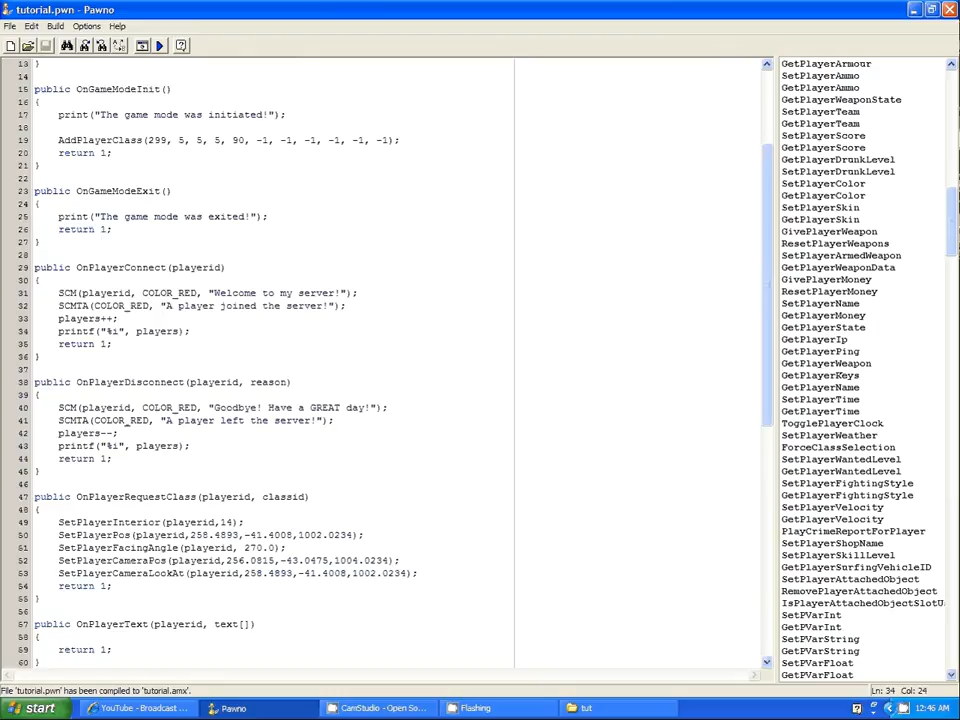 tutorial.pwn - Pawno
File Edit Build Options Help
13 }
14
15 public OnGameModeInit()
16 {
17 print("The game mode was initiated!");
18
19 AddPlayerClass(299, 5, 5, 5, 90, -1, -1, -1, -1, -1, -1);
20 return 1;
21 }
22
23 public OnGameModeExit()
24 {
25 print("The game mode was exited!");
26 return 1;
27 }
28
29 public OnPlayerConnect(playerid)
30 {
31 SCM(playerid, COLOR_RED, "Welcome to my server!");
32 SCMTA(COLOR_RED, "A player joined the server!");
33 players++;
34 printf("%i", players);
35 return 1;
36 }
37
38 public OnPlayerDisconnect(playerid, reason)
39 {
40 SCM(playerid, COLOR_RED, "Goodbye! Have a GREAT day!");
41 SCMTA(COLOR_RED, "A player left the server!");
42 players--;
43 printf("%i", players);
44 return 1;
45 }
46
47 public OnPlayerRequestClass(playerid, classid)
48 {
49 SetPlayerInterior(playerid,14);
50 SetPlayerPos(playerid,258.4893,-41.4008,1002.0234);
51 SetPlayerFacingAngle(playerid, 270.0);
52 SetPlayerCameraPos(playerid,256.0815,-43.0475,1004.0234);
53 SetPlayerCameraLookAt(playerid,258.4893,-41.4008,1002.0234);
54 return 1;
55 }
56
57 public OnPlayerText(playerid, text[])
58 {
59 return 1;
60 }
GetPlayerArmour
SetPlayerAmmo
GetPlayerAmmo
GetPlayerWeaponState
SetPlayerTeam
GetPlayerTeam
SetPlayerScore
GetPlayerScore
GetPlayerDrunkLevel
SetPlayerDrunkLevel
SetPlayerColor
GetPlayerColor
SetPlayerSkin
GetPlayerSkin
GivePlayerWeapon
ResetPlayerWeapons
SetPlayerArmedWeapon
GetPlayerWeaponData
GivePlayerMoney
ResetPlayerMoney
SetPlayerName
GetPlayerMoney
GetPlayerState
GetPlayerIp
GetPlayerPing
GetPlayerWeapon
GetPlayerKeys
GetPlayerName
SetPlayerTime
GetPlayerTime
TogglePlayerClock
SetPlayerWeather
ForceClassSelection
SetPlayerWantedLevel
GetPlayerWantedLevel
SetPlayerFightingStyle
GetPlayerFightingStyle
SetPlayerVelocity
GetPlayerVelocity
PlayCrimeReportForPlayer
SetPlayerShopName
SetPlayerSkillLevel
GetPlayerSurfingVehicleID
SetPlayerAttachedObject
RemovePlayerAttachedObject
IsPlayerAttachedObjectSlotU
SetPVarInt
GetPVarInt
SetPVarString
GetPVarString
SetPVarFloat
GetPVarFloat
File 'tutorial.pwn' has been compiled to 'tutorial.amx'.
Ln: 34 Col: 24
start YouTube - Broadcast ... Pawno CamStudio - Open So... Flashing tut 12:46 AM